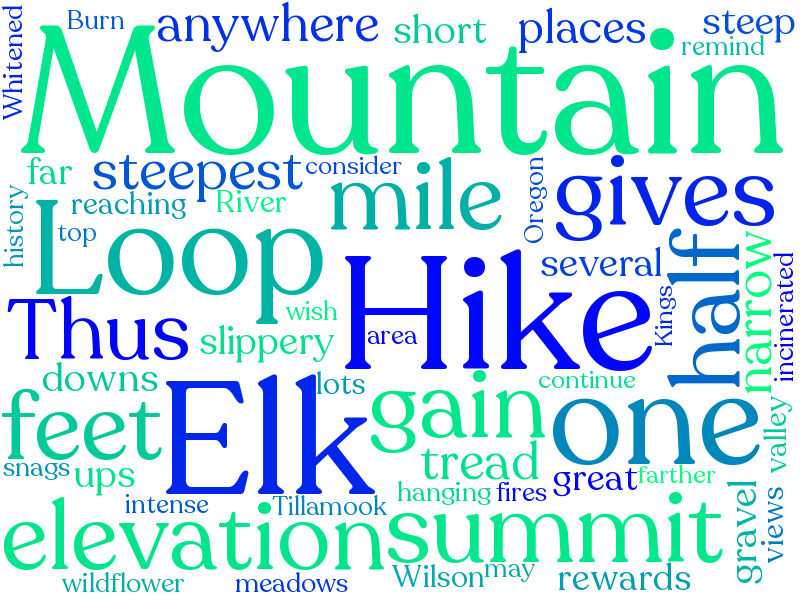 Burn
anywhere
short
places
steep
remind
Whitened
Mountain
far
steepest
consider
mile
Oregon
gives
reaching
River
history
top
Loop
several
half
narrow
incinerated
Hike
Kings
Thus
wish
area
slippery
downs
lots
continue
Elk
gain
one
valley
feet
tread
snags
ups
great
farther
hanging
fires
intense
Tillamook
elevation
summit
gravel
views
wildflower
meadows
Wilson
may
rewards